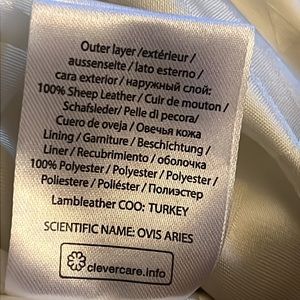 Outer layer /extérieur /
aussenseite / lato esterno /
cara exterior / наружный слой:
100% Sheep Leather / Cuir de mouton /
Schafsleder/ Pelle di pecora/
Cuero de oveja / Овечья кожа
Lining / Garniture / Beschichtung /
Liner / Recubrimiento / оболочка
100% Polyester / Polyester / Polyester /
Poliestere / Poliéster / Полиэстер
Lambleather COO: TURKEY
SCIENTIFIC NAME: OVIS ARIES
clevercare.info